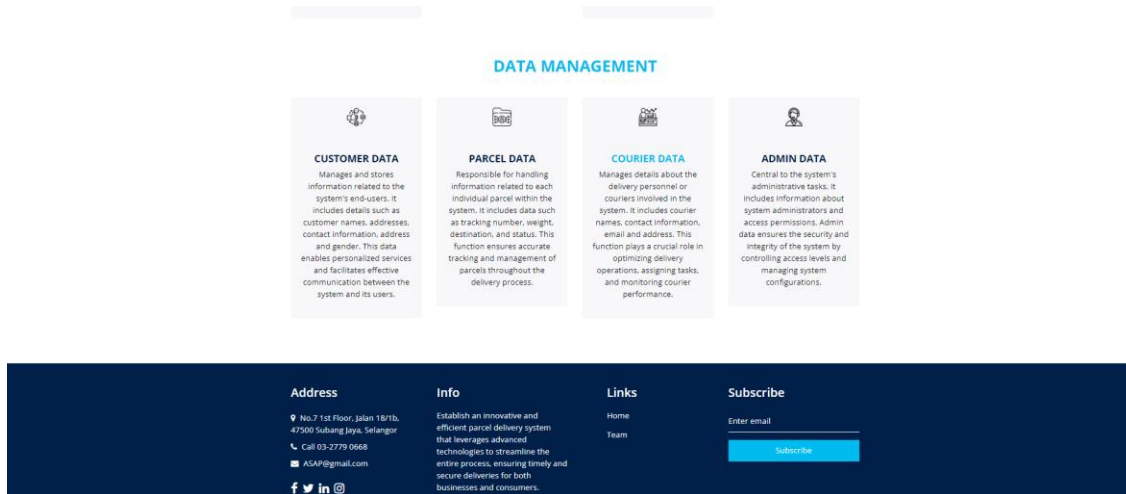 DATA MANAGEMENT
CUSTOMER DATA
Manages and stores
information related to the
system's end-users. It
includes details such as
customer names, addresses,
contact information, address
and gender. This data
enables personalized services
and facilitates effective
communication between the
system and its users.
PARCEL DATA
Responsible for handling
information related to each
individual parcel within the
system. It includes data such
as tracking number, weight,
destination, and status. This
function ensures accurate
tracking and management of
parcels throughout the
delivery process.
COURIER DATA
Manages details about the
delivery personnel or
couriers involved in the
system. It includes courier
names, contact information,
email and address. This
function plays a crucial role in
optimizing delivery
operations, assigning tasks,
and monitoring courier
performance.
ADMIN DATA
Central to the system's
administrative tasks. It
includes information about
system administrators and
access permissions. Admin
data ensures the security and
integrity of the system by
controlling access levels and
managing system
configurations.
Address
No.7 1st Floor, Jalan 18/1b,
47500 Subang Jaya, Selangor
Call 03-2779 0668
ASAP@gmail.com
Info
Establish an innovative and
efficient parcel delivery system
that leverages advanced
technologies to streamline the
entire process, ensuring timely and
secure deliveries for both
businesses and consumers.
Links
Home
Team
Subscribe
Enter email
Subscribe